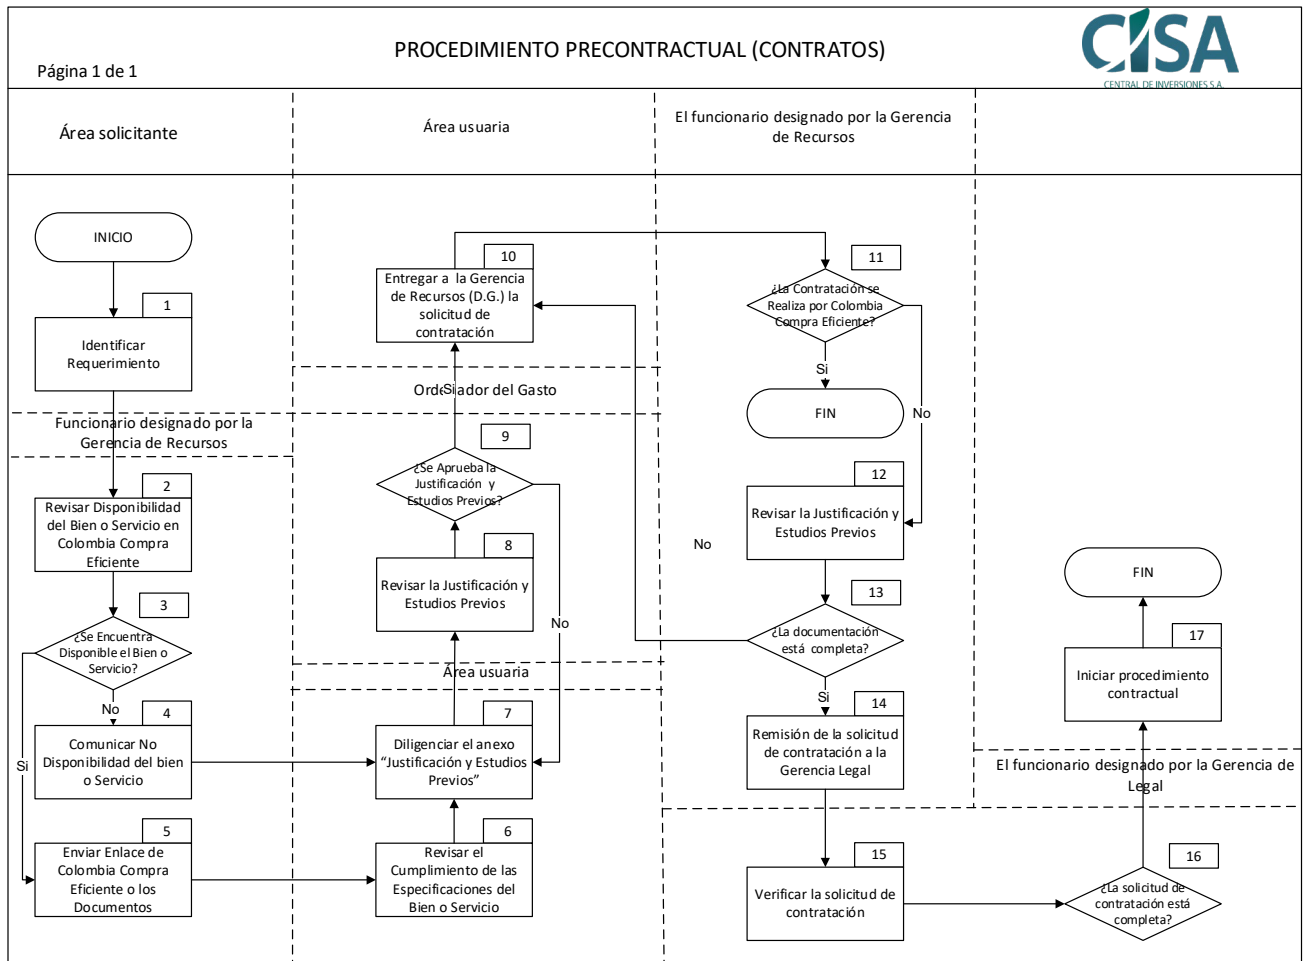 PROCEDIMIENTO PRECONTRACTUAL (CONTRATOS)
Página 1 de 1
CISA
CENTRAL DE INVERSIONES S.A.
Área solicitante
Área usuaria
El funcionario designado por la Gerencia
de Recursos
INICIO
1
Identificar
Requerimiento
Funcionario designado por la
Gerencia de Recursos
2
Revisar Disponibilidad
del Bien o Servicio en
Colombia Compra
Eficiente
3
¿Se Encuentra
Disponible el Bien o
Servicio?
No
Si
4
Comunicar No
Disponibilidad del bien
o Servicio
5
Enviar Enlace de
Colombia Compra
Eficiente o los
Documentos
10
Entregar a la Gerencia
de Recursos (D.G.) la
solicitud de
contratación
Ordenador del Gasto
Si
9
¿Se Aprueba la
Justificación y
Estudios Previos?
8
Revisar la Justificación y
Estudios Previos
No
Área usuaria
7
Diligenciar el anexo
“Justificación y Estudios
Previos”
6
Revisar el
Cumplimiento de las
Especificaciones del
Bien o Servicio
11
¿La Contratación se
Realiza por Colombia
Compra Eficiente?
Si
No
FIN
12
Revisar la Justificación y
Estudios Previos
No
13
¿La documentación
está completa?
Si
14
Remisión de la solicitud
de contratación a la
Gerencia Legal
15
Verificar la solicitud de
contratación
FIN
17
Iniciar procedimiento
contractual
El funcionario designado por la Gerencia de
Legal
16
¿La solicitud de
contratación está
completa?